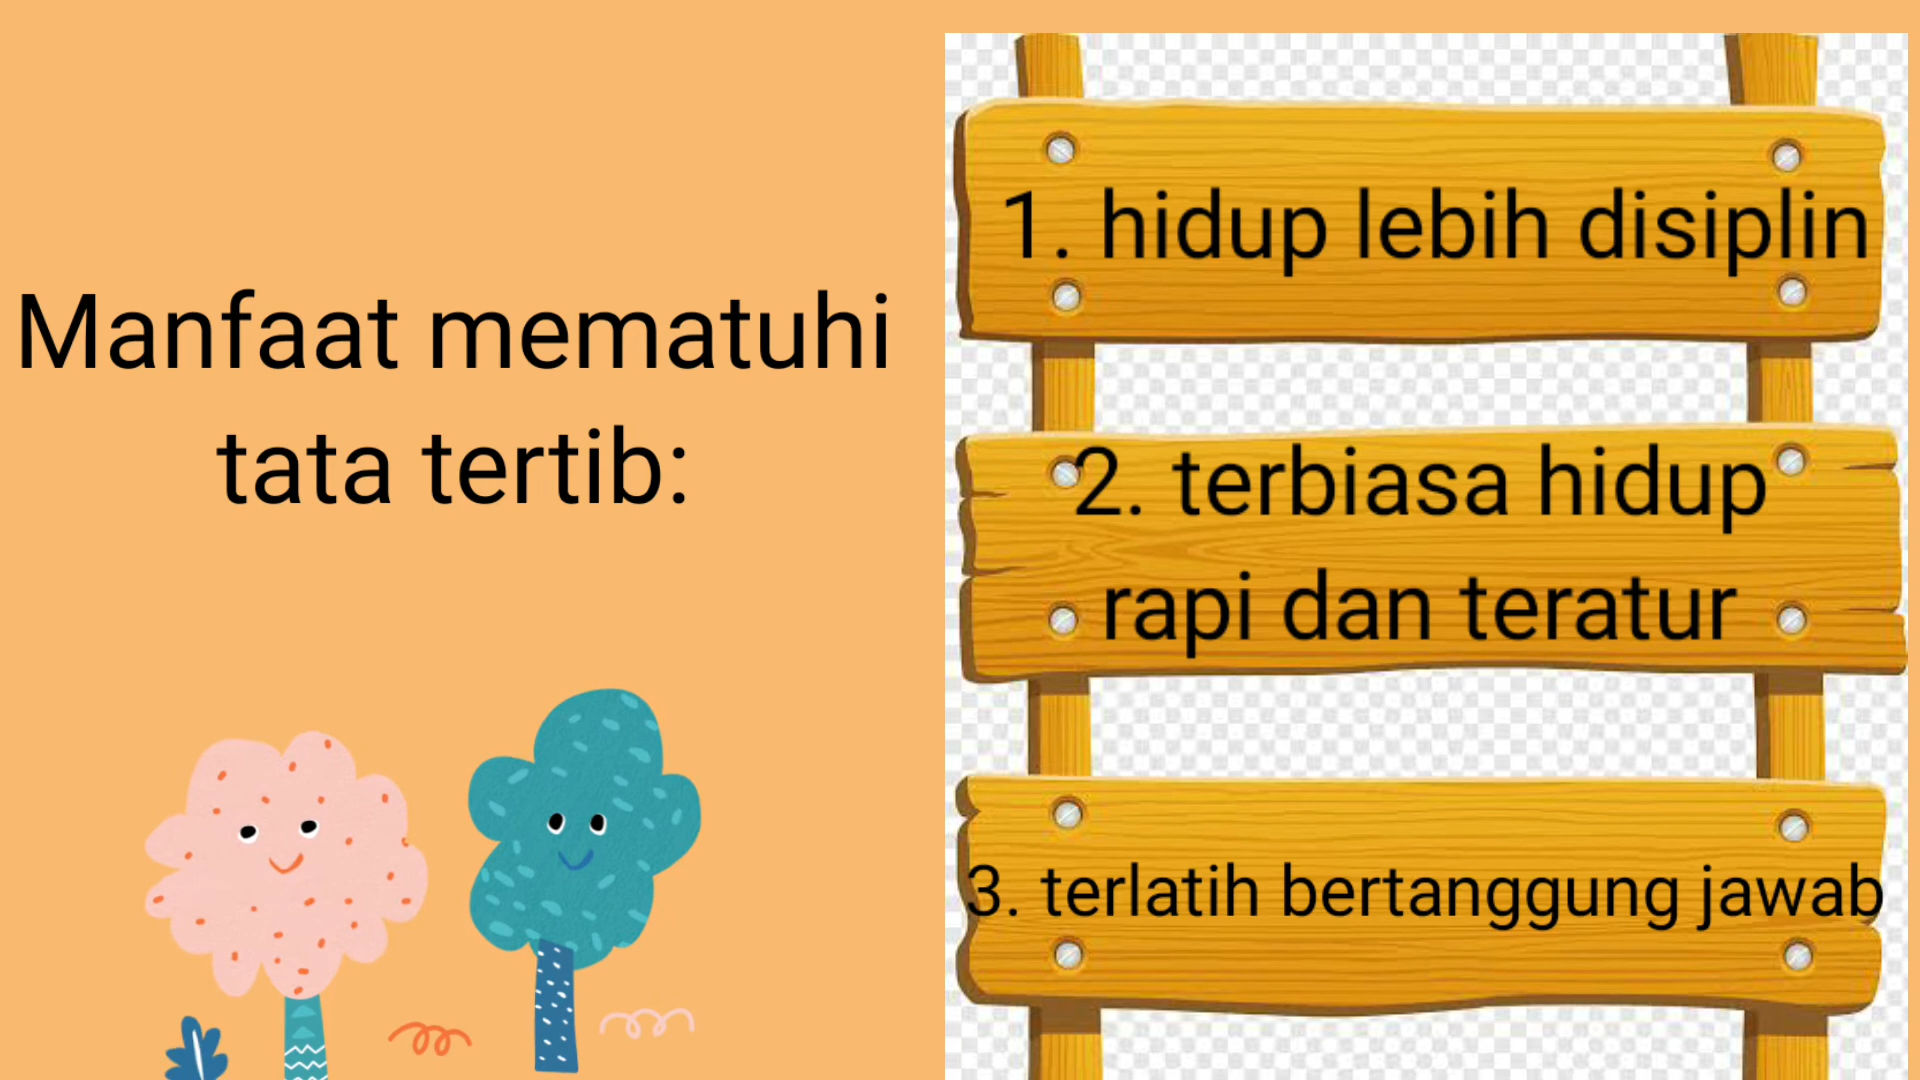 Manfaat mematuhi
tata tertib:
1. hidup lebih disiplin
2. terbiasa hidup
rapi dan teratur
3. terlatih bertanggung jawab